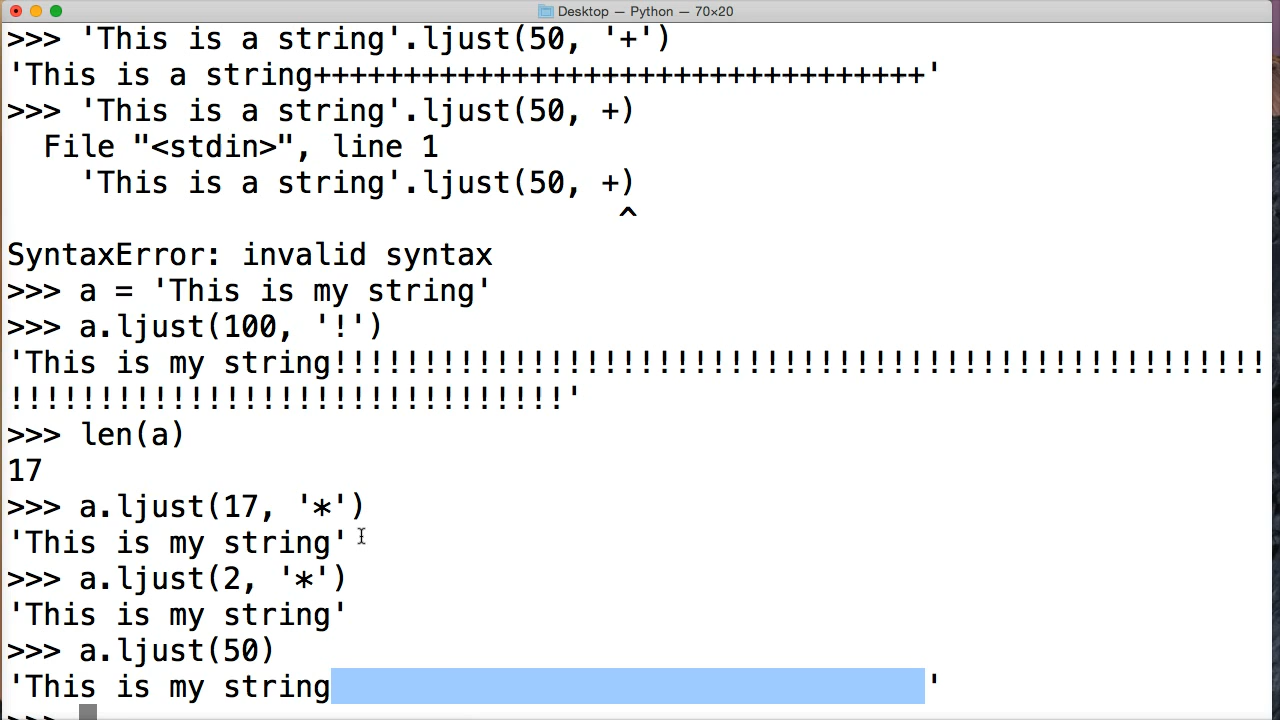 Desktop — Python — 70×20
>>> 'This is a string'.ljust(50, '+')
'This is a string++++++++++++++++++++++++++++++++++'
>>> 'This is a string'.ljust(50, +)
  File "<stdin>", line 1
    'This is a string'.ljust(50, +)
                                  ^
SyntaxError: invalid syntax
>>> a = 'This is my string'
>>> a.ljust(100, '!')
'This is my string!!!!!!!!!!!!!!!!!!!!!!!!!!!!!!!!!!!!!!!!!!!!!!!!!!!!
!!!!!!!!!!!!!!!!!!!!!!!!!!!!!!!'
>>> len(a)
17
>>> a.ljust(17, '*')
'This is my string'
>>> a.ljust(2, '*')
'This is my string'
>>> a.ljust(50)
'This is my string                                 '
>>>